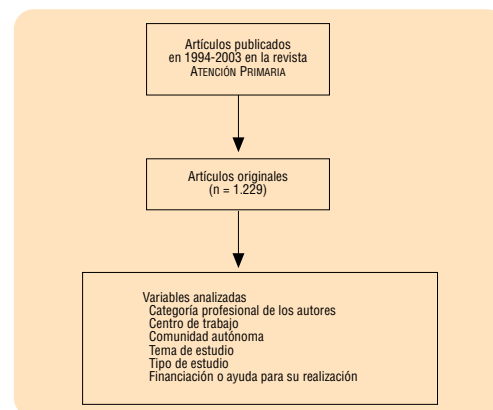 Artículos publicados
en 1994-2003 en la revista
ATENCIÓN PRIMARIA
Artículos originales
(n = 1.229)
Variables analizadas
Categoría profesional de los autores
Centro de trabajo
Comunidad autónoma
Tema de estudio
Tipo de estudio
Financiación o ayuda para su realización